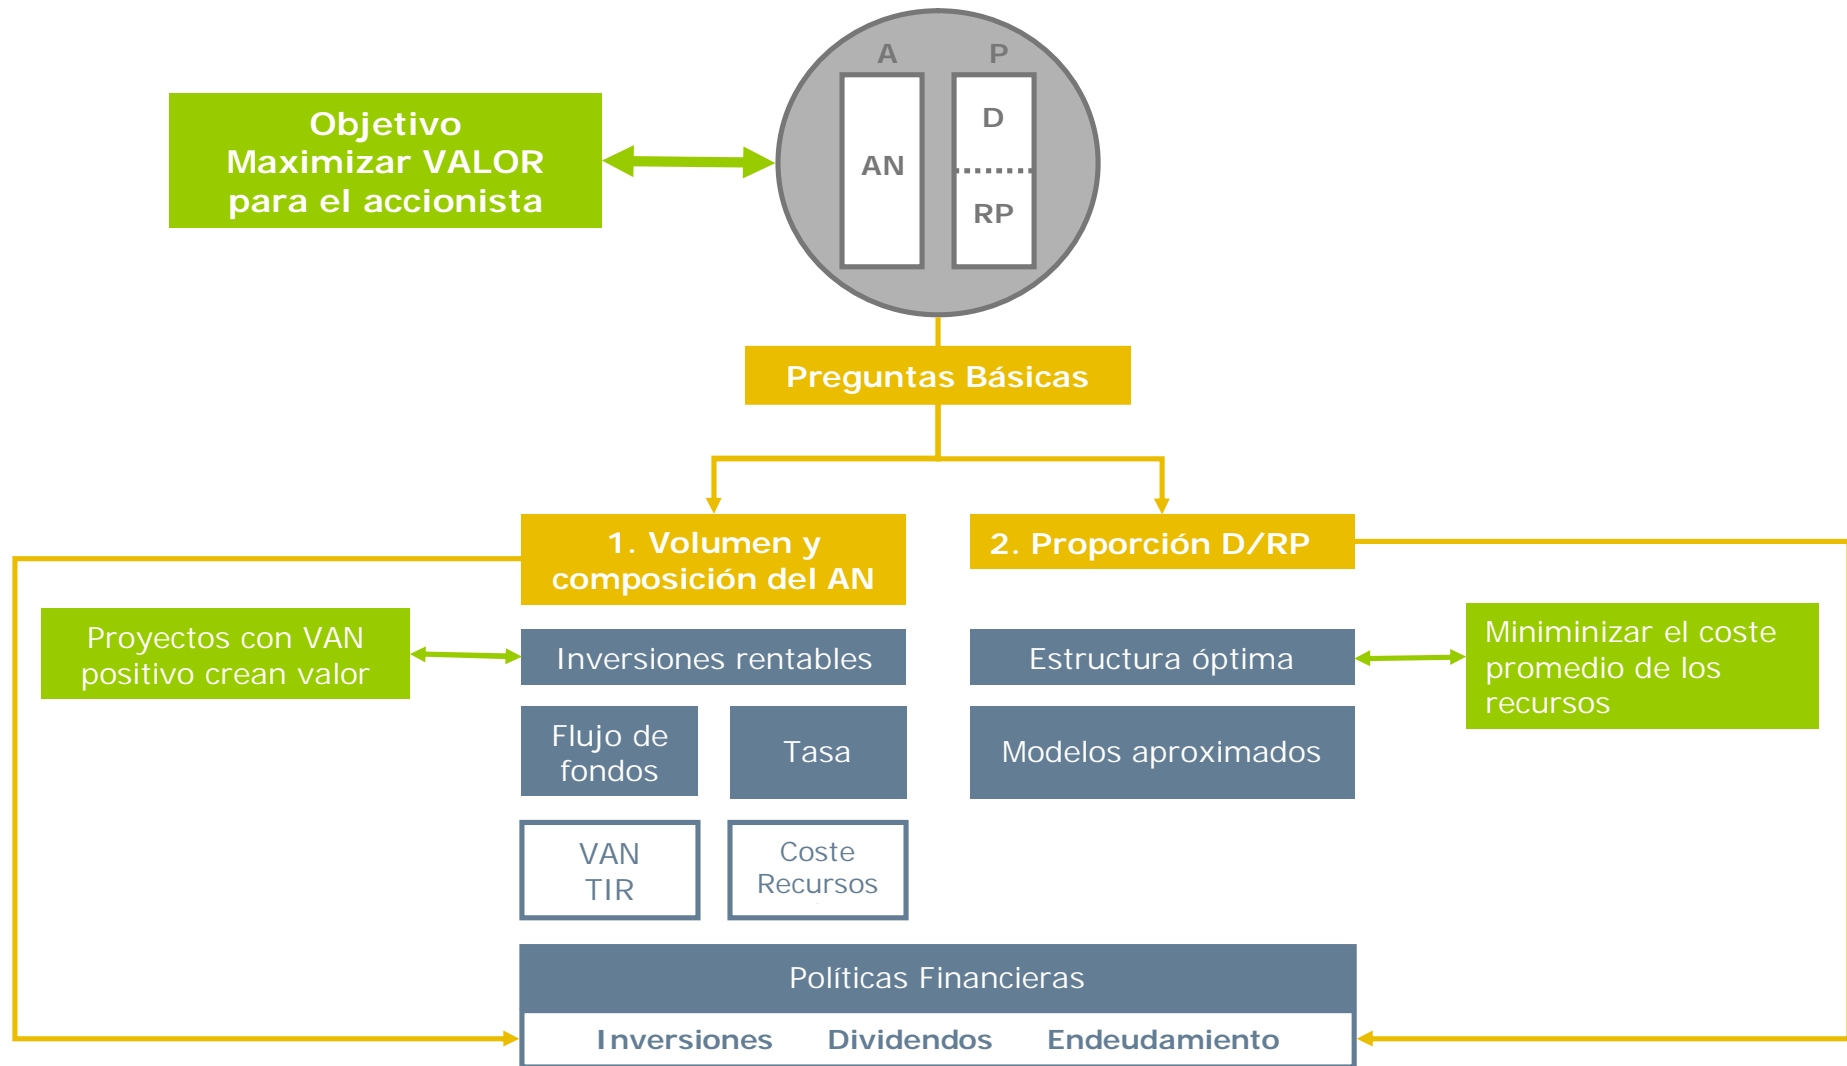 A
P
Objetivo
Maximizar VALOR
para el accionista
AN
D
RP
Preguntas Básicas
1. Volumen y
composición del AN
2. Proporción D/RP
Proyectos con VAN
positivo crean valor
Inversiones rentables
Estructura óptima
Miniminizar el coste
promedio de los
recursos
Flujo de
fondos
Tasa
Modelos aproximados
VAN
TIR
Coste
Recursos
Políticas Financieras
Inversiones Dividendos Endeudamiento